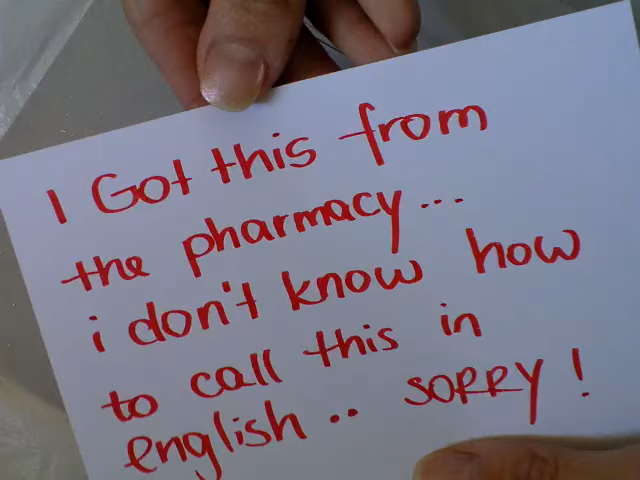 I Got this from
the pharmacy...
i don't know how
to call this in
english.. SORRY!